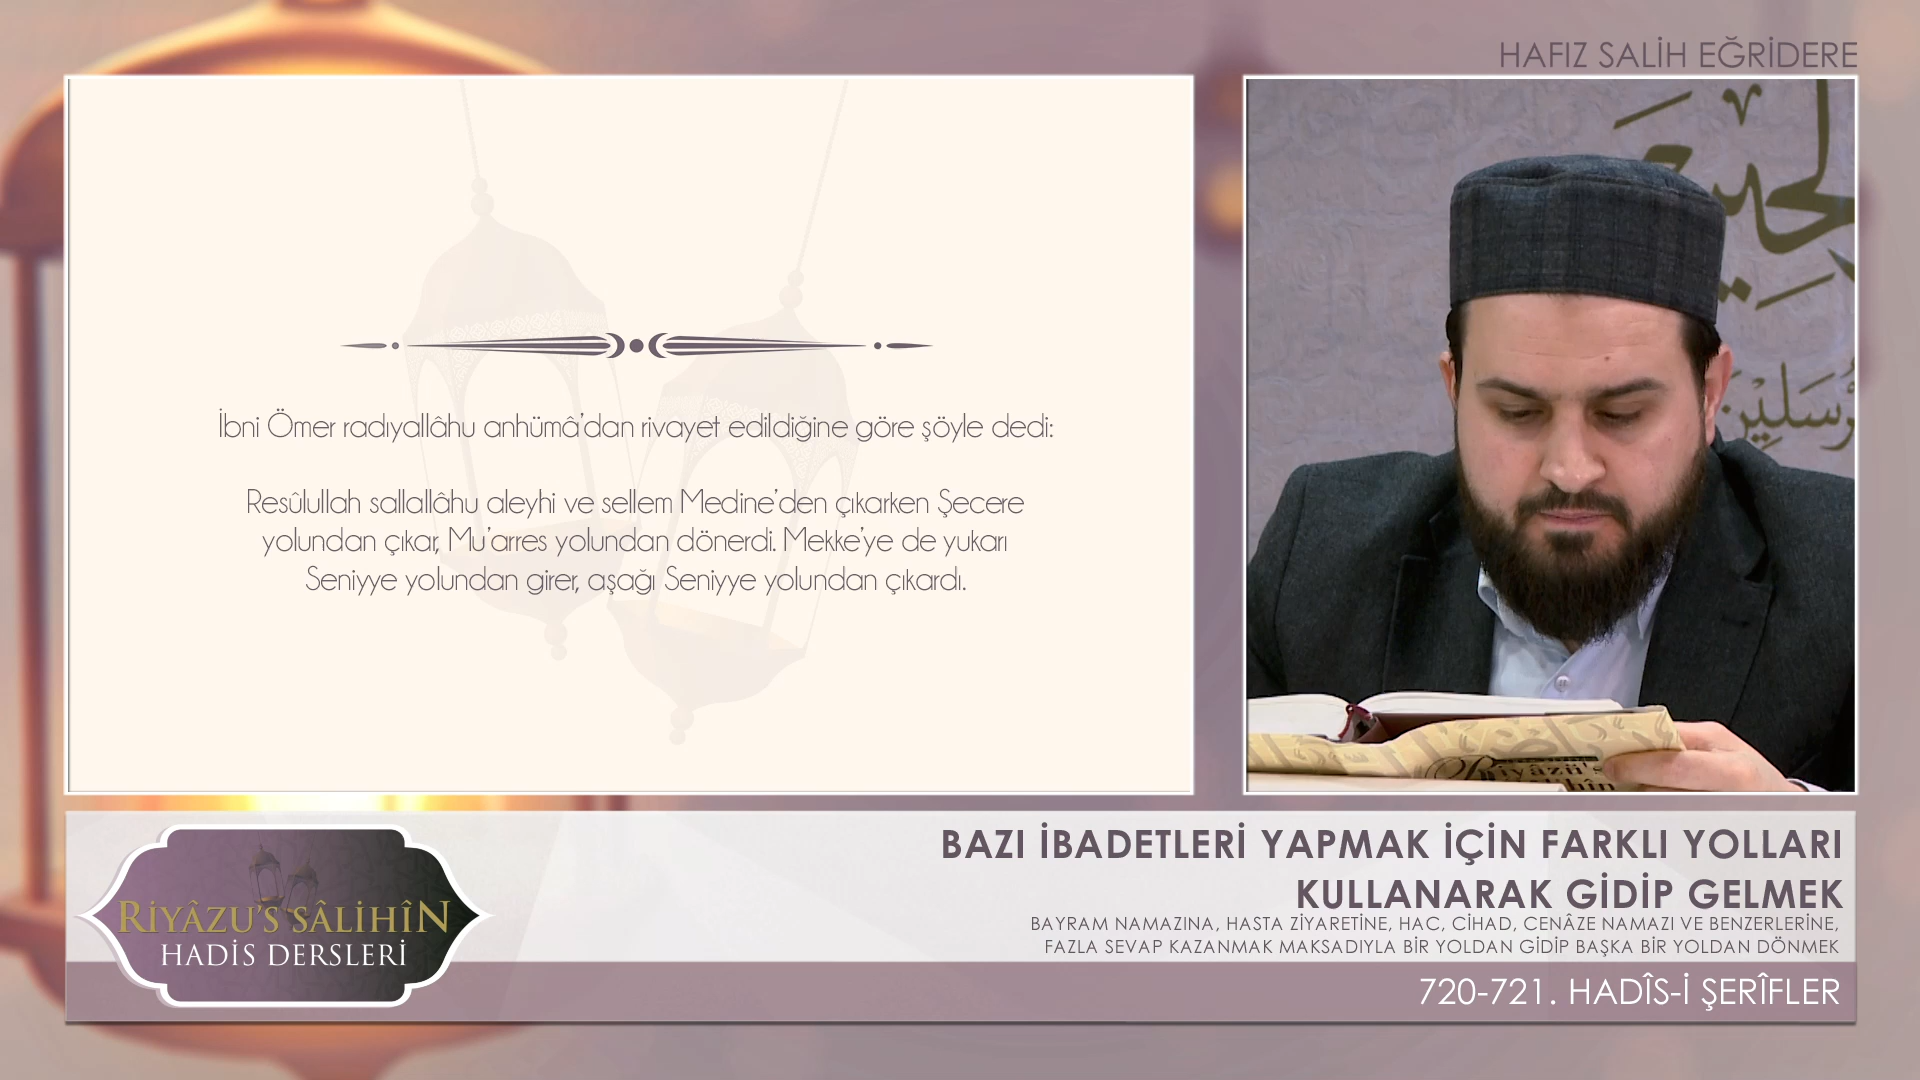 HAFIZ SALİH EĞRİDERE
İbni Ömer radıyallâhu anhümâ'dan rivayet edildiğine göre şöyle dedi:
Resûlullah sallallâhu aleyhi ve sellem Medine'den çıkarken Şecere
yolundan çıkar, Mu'arres yolundan dönerdi. Mekke'ye de yukarı
Seniyye yolundan girer, aşağı Seniyye yolundan çıkardı.
Riyâzü's
BAZI İBADETLERİ YAPMAK İÇİN FARKLI YOLLARI
KULLANARAK GİDİP GELMEK
BAYRAM NAMAZINA, HASTA ZİYARETİNE, HAC, CİHAD, CENÂZE NAMAZI VE BENZERLERİNE,
FAZLA SEVAP KAZANMAK MAKSADIYLA BİR YOLDAN GİDİP BAŞKA BİR YOLDAN DÖNMEK
RİYÂZU'S SÂLİHÎN
HADİS DERSLERİ
720-721. HADÎS-İ ŞERÎFLER